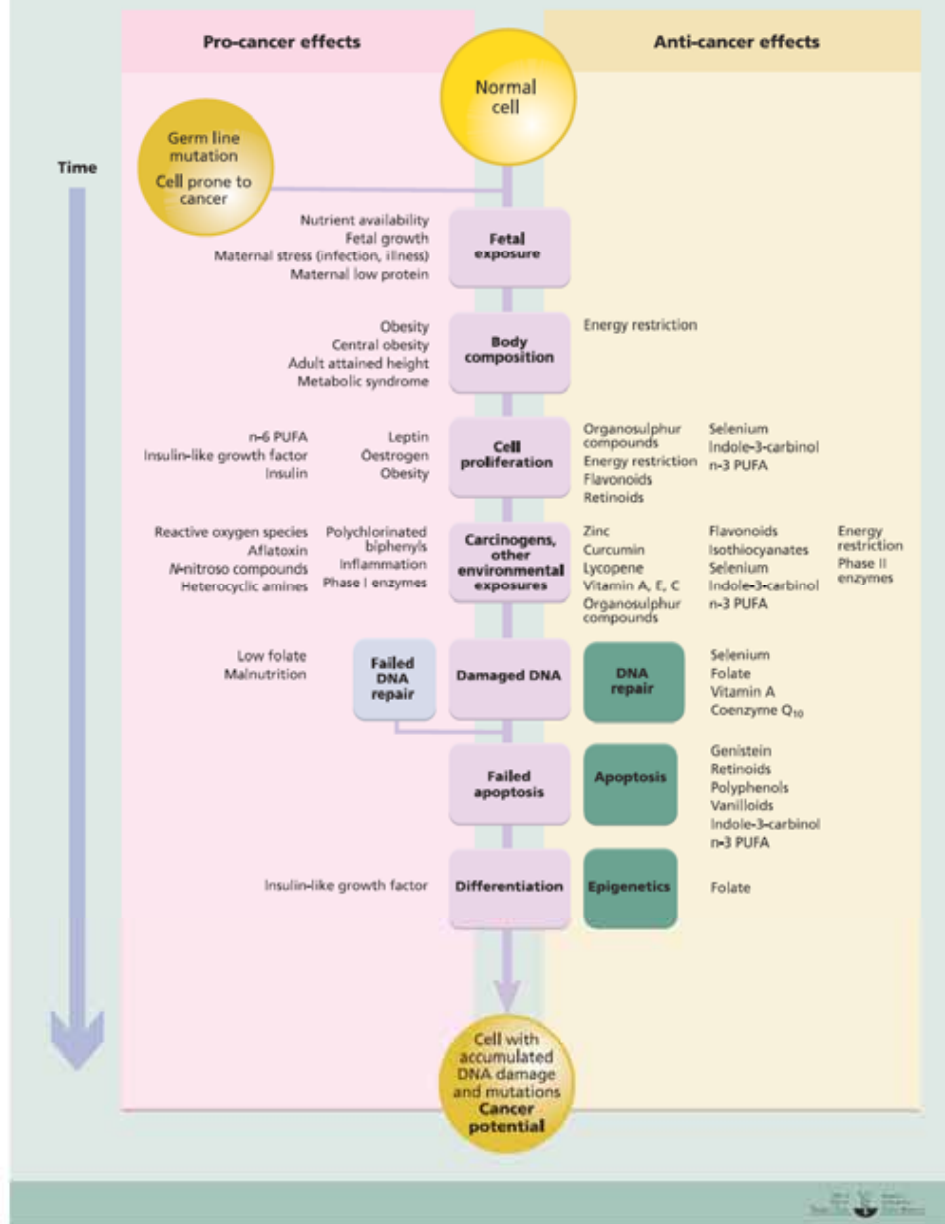 Pro-cancer effects
Anti-cancer effects
Normal
cell
Germ line
mutation
Cell prone to
cancer
Time
Nutrient availability
Fetal growth
Maternal stress (infection, illness)
Maternal low protein
Fetal
exposure
Obesity
Central obesity
Adult attained height
Metabolic syndrome
Body
composition
Energy restriction
n-6 PUFA
Insulin-like growth factor
Insulin
Leptin
Oestrogen
Obesity
Cell
proliferation
Organosulphur
compounds
Energy restriction
Flavonoids
Retinoids
Selenium
Indole-3-carbinol
n-3 PUFA
Reactive oxygen species
Aflatoxin
N-nitroso compounds
Heterocyclic amines
Polychlorinated
biphenyls
Inflammation
Phase I enzymes
Carcinogens,
other
environmental
exposures
Zinc
Curcumin
Lycopene
Vitamin A, E, C
Organosulphur
compounds
Flavonoids
Isothiocyanates
Selenium
Indole-3-carbinol
n-3 PUFA
Energy
restriction
Phase II
enzymes
Low folate
Malnutrition
Failed
DNA
repair
Damaged DNA
DNA
repair
Selenium
Folate
Vitamin A
Coenzyme Q10
Failed
apoptosis
Apoptosis
Genistein
Retinoids
Polyphenols
Vanilloids
Indole-3-carbinol
n-3 PUFA
Insulin-like growth factor
Differentiation
Epigenetics
Folate
Cell with
accumulated
DNA damage
and mutations
Cancer
potential